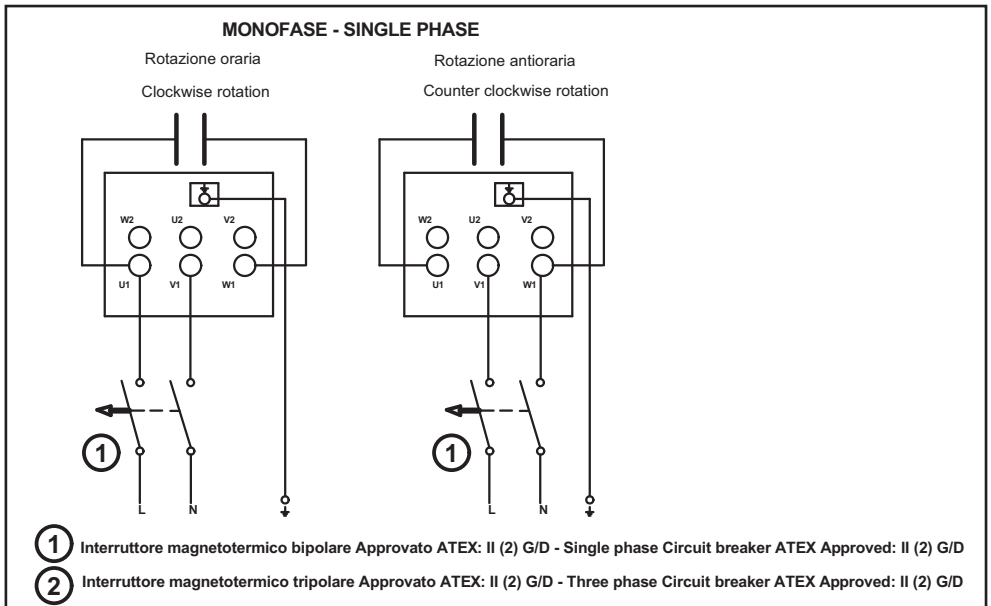 MONOFASE - SINGLE PHASE
Rotazione oraria
Clockwise rotation
W2 U2 V2
U1 V1 W1
1
L N
Rotazione antioraria
Counter clockwise rotation
W2 U2 V2
U1 V1 W1
1
L N
1 Interruttore magnetotermico bipolare Approvato ATEX: II (2) G/D - Single phase Circuit breaker ATEX Approved: II (2) G/D
2 Interruttore magnetotermico tripolare Approvato ATEX: II (2) G/D - Three phase Circuit breaker ATEX Approved: II (2) G/D